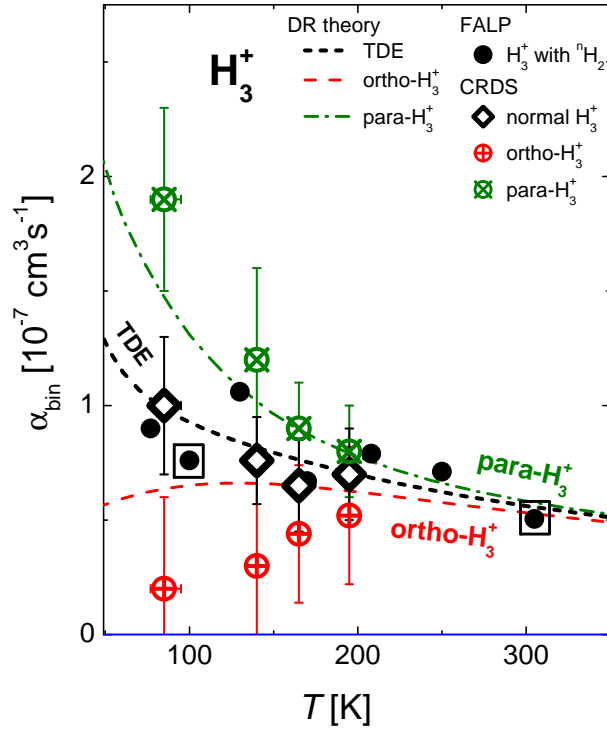 DR theory
TDE
ortho-H₃⁺
para-H₃⁺
FALP
H₃⁺ with ⁿH₂
CRDS
normal H₃⁺
ortho-H₃⁺
para-H₃⁺
H₃⁺
TDE
para-H₃⁺
ortho-H₃⁺
2
1
0
α_bin [10⁻⁷ cm³s⁻¹]
100
200
300
T [K]